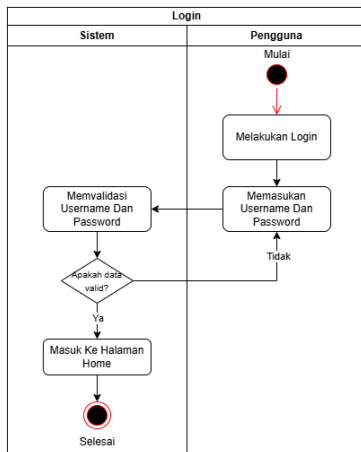 Login
Sistem
Pengguna
Mulai
Melakukan Login
Memasukan
Username Dan
Password
Memvalidasi
Username Dan
Password
Apakah data
valid?
Tidak
Ya
Masuk Ke Halaman
Home
Selesai